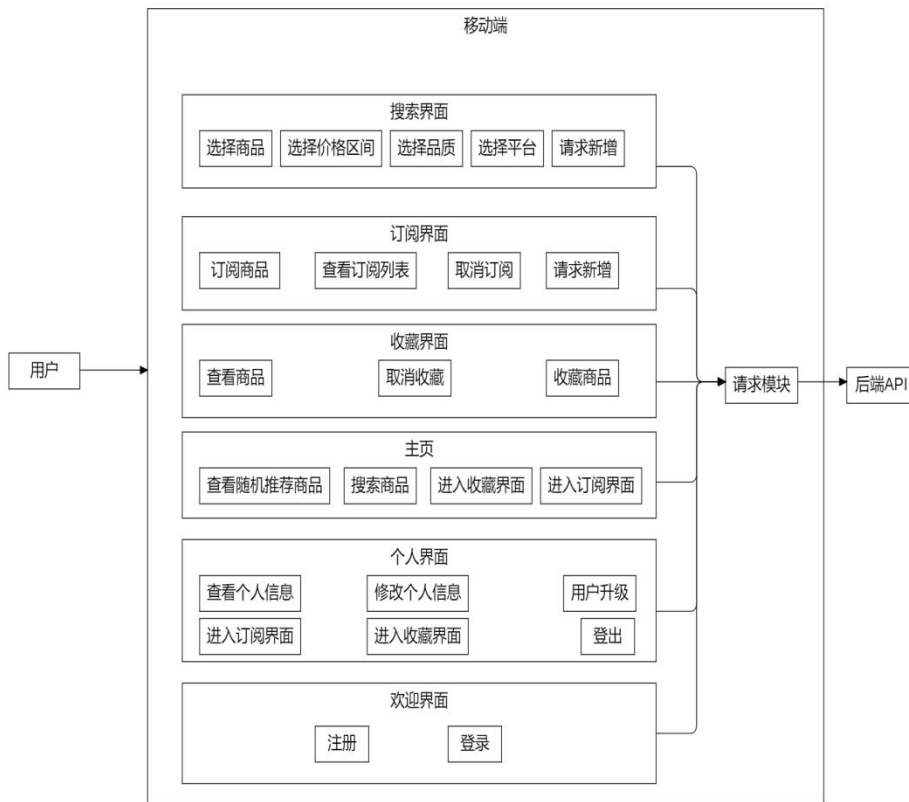 移动端
搜索界面
选择商品 选择价格区间 选择品质 选择平台 请求新增
订阅界面
订阅商品 查看订阅列表 取消订阅 请求新增
收藏界面
用户
查看商品 取消收藏 收藏商品
请求模块
后端API
主页
查看随机推荐商品 搜索商品 进入收藏界面 进入订阅界面
个人界面
查看个人信息 修改个人信息 用户升级
进入订阅界面 进入收藏界面 登出
欢迎界面
注册 登录